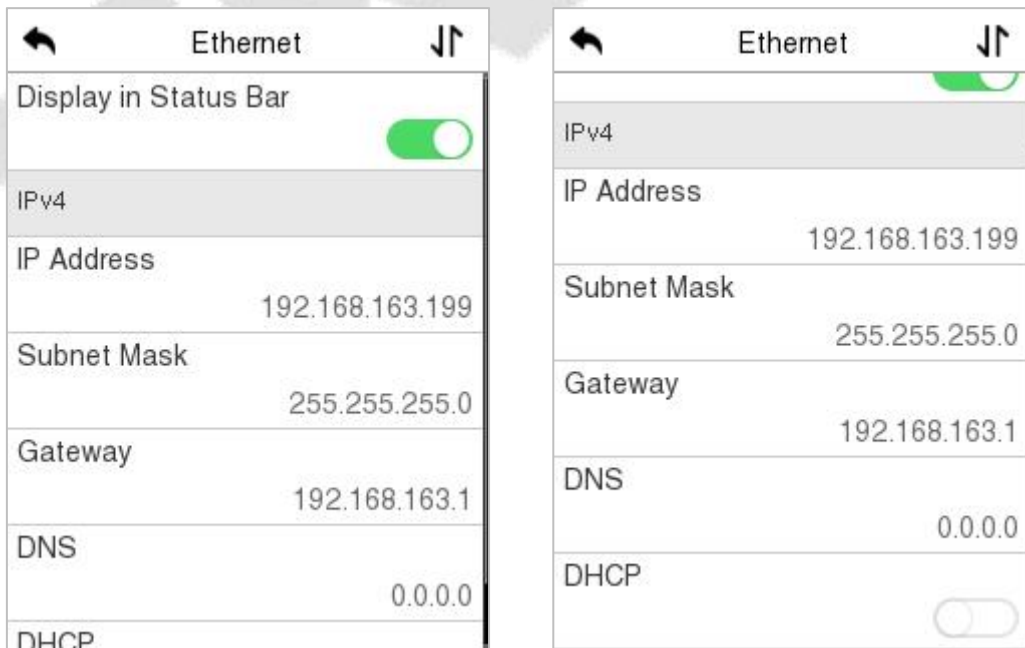 Ethernet
Display in Status Bar
IPv4
IP Address
192.168.163.199
Subnet Mask
255.255.255.0
Gateway
192.168.163.1
DNS
0.0.0.0
DHCP
Ethernet
IPv4
IP Address
192.168.163.199
Subnet Mask
255.255.255.0
Gateway
192.168.163.1
DNS
0.0.0.0
DHCP